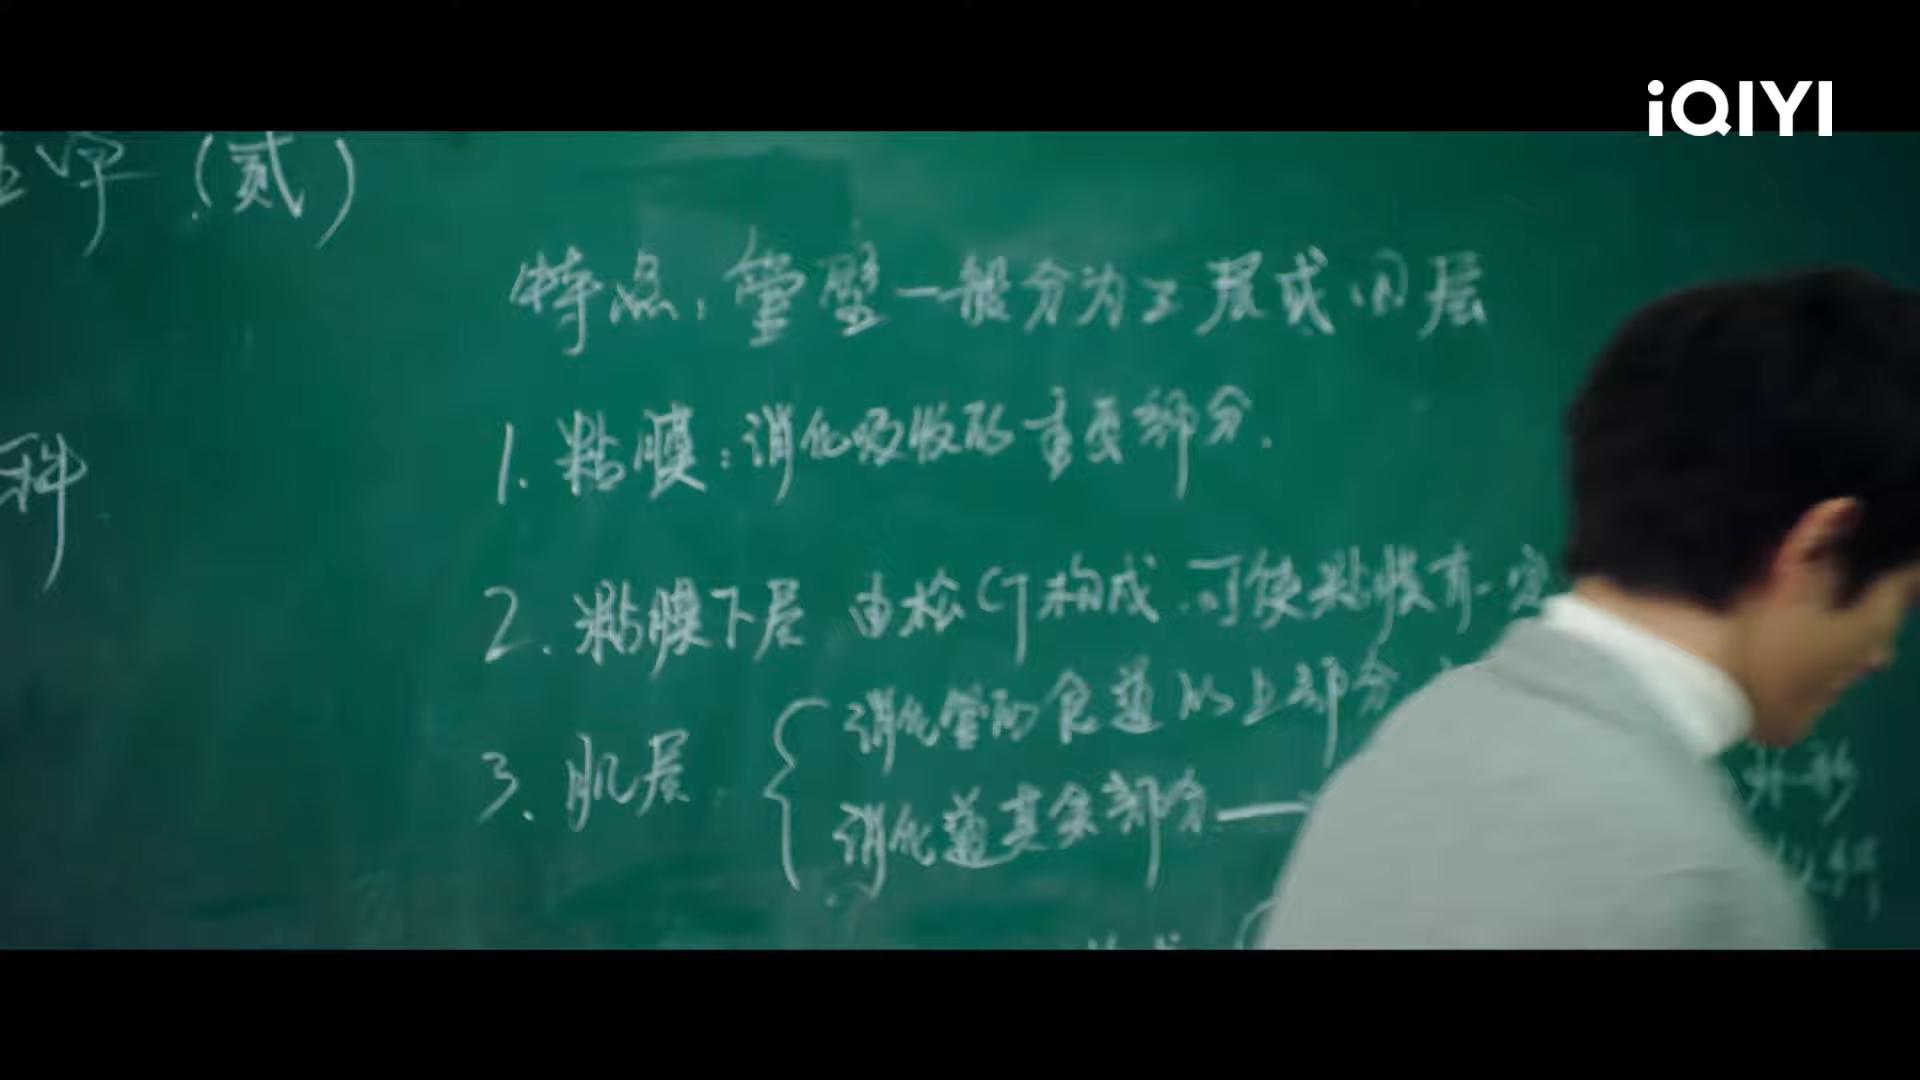 iQIYI
学（贰）
特点：管壁一般分为三层或四层
科
1. 粘膜：消化吸收的重要部分.
2. 粘膜下层 由松CT构成.可使粘膜有一定
消化管的食道以上部分
3. 肌层
消化道其余部分—